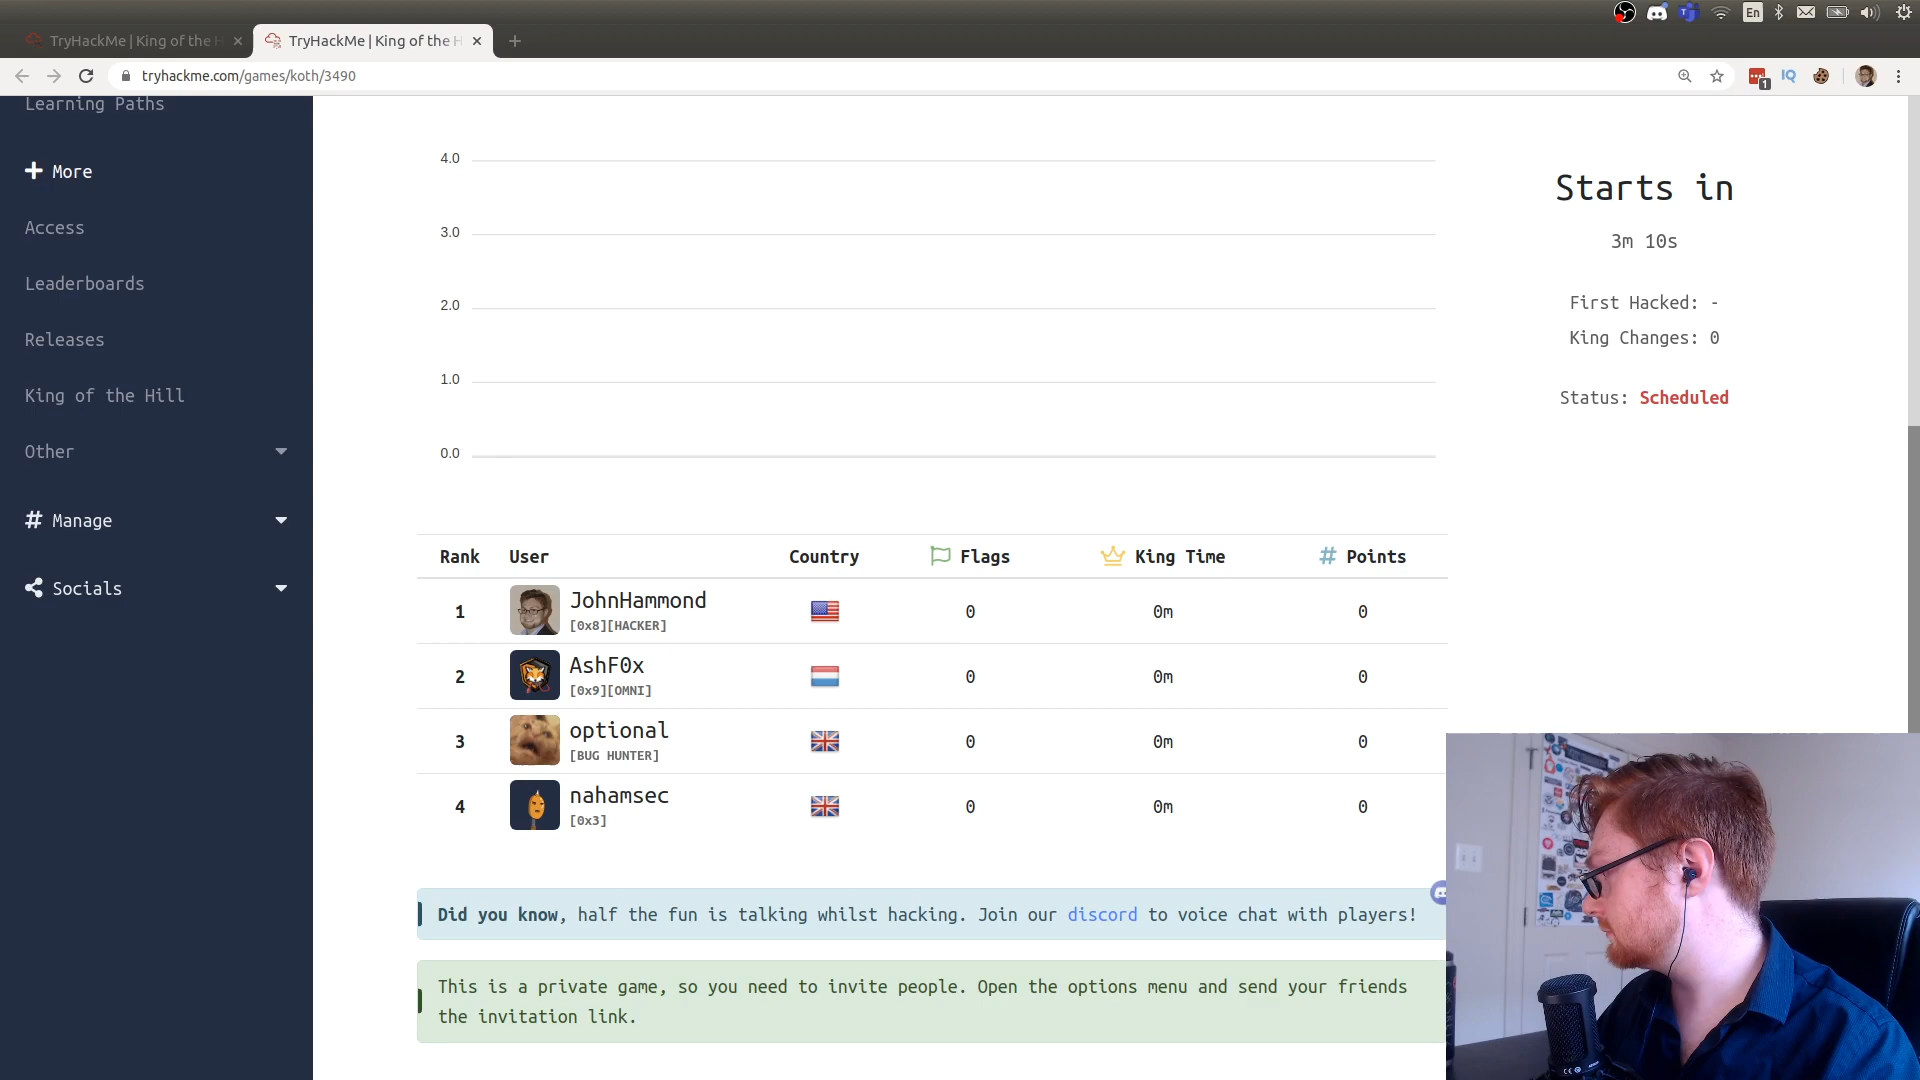 En
TryHackMe | King of the H
TryHackMe | King of the H
tryhackme.com/games/koth/3490
1
IQ
Learning Paths
More
Access
Leaderboards
Releases
King of the Hill
Other
Manage
Socials
4.0
3.0
2.0
1.0
0.0
Starts in
3m 10s
First Hacked: -
King Changes: 0
Status: Scheduled
Rank User Country Flags King Time # Points
1 JohnHammond 0 0m 0
[0x8][HACKER]
2 AshF0x 0 0m 0
[0x9][OMNI]
3 optional 0 0m 0
[BUG HUNTER]
4 nahamsec 0 0m 0
[0x3]
Did you know, half the fun is talking whilst hacking. Join our discord to voice chat with players!
This is a private game, so you need to invite people. Open the options menu and send your friends
the invitation link.